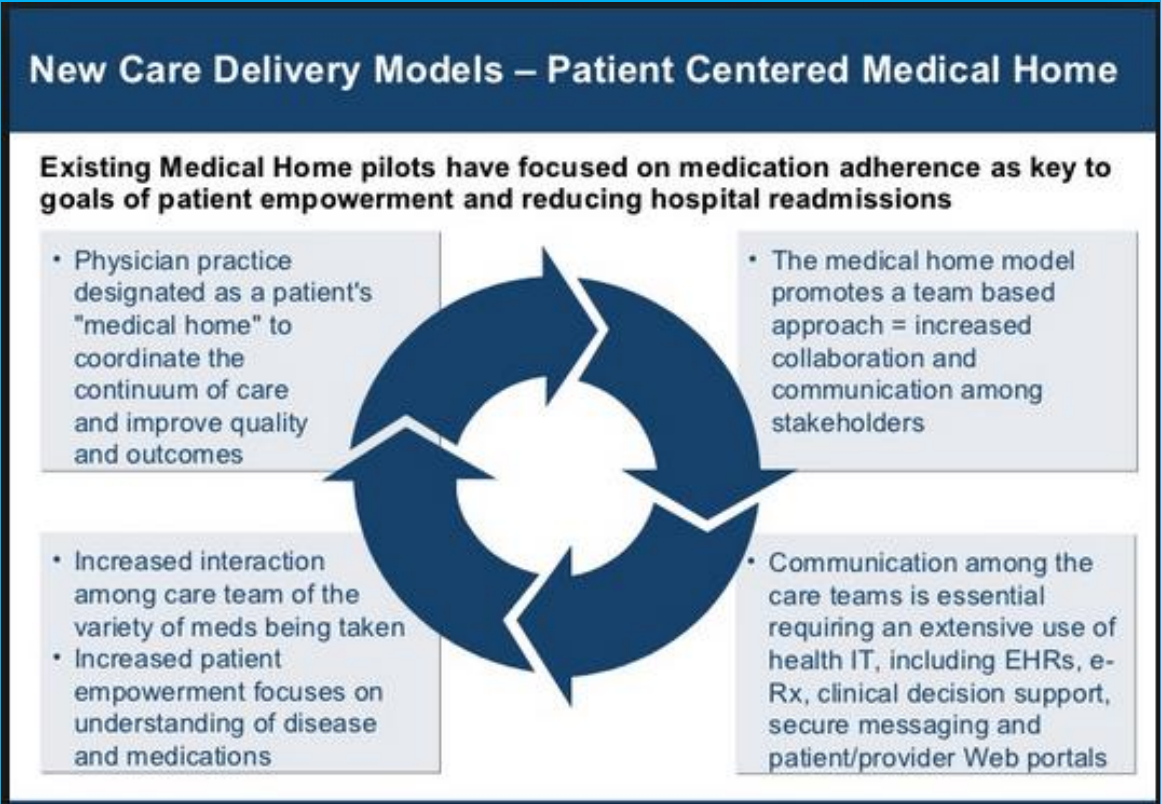 New Care Delivery Models – Patient Centered Medical Home
Existing Medical Home pilots have focused on medication adherence as key to
goals of patient empowerment and reducing hospital readmissions
• Physician practice
designated as a patient's
"medical home" to
coordinate the
continuum of care
and improve quality
and outcomes
• The medical home model
promotes a team based
approach = increased
collaboration and
communication among
stakeholders
• Increased interaction
among care team of the
variety of meds being taken
• Increased patient
empowerment focuses on
understanding of disease
and medications
• Communication among the
care teams is essential
requiring an extensive use of
health IT, including EHRs, e-
Rx, clinical decision support,
secure messaging and
patient/provider Web portals